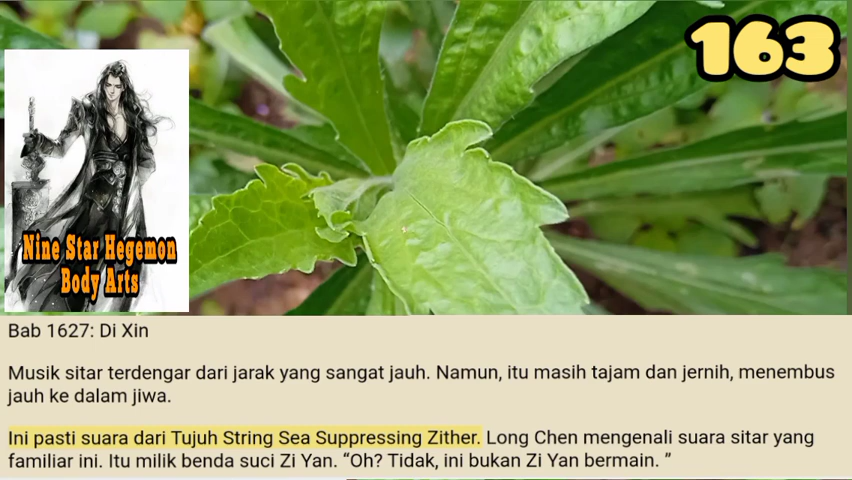 163
Nine Star Hegemon
Body Arts
Bab 1627: Di Xin
Musik sitar terdengar dari jarak yang sangat jauh. Namun, itu masih tajam dan jernih, menembus
jauh ke dalam jiwa.
Ini pasti suara dari Tujuh String Sea Suppressing Zither. Long Chen mengenali suara sitar yang
familiar ini. Itu milik benda suci Zi Yan. “Oh? Tidak, ini bukan Zi Yan bermain. ”